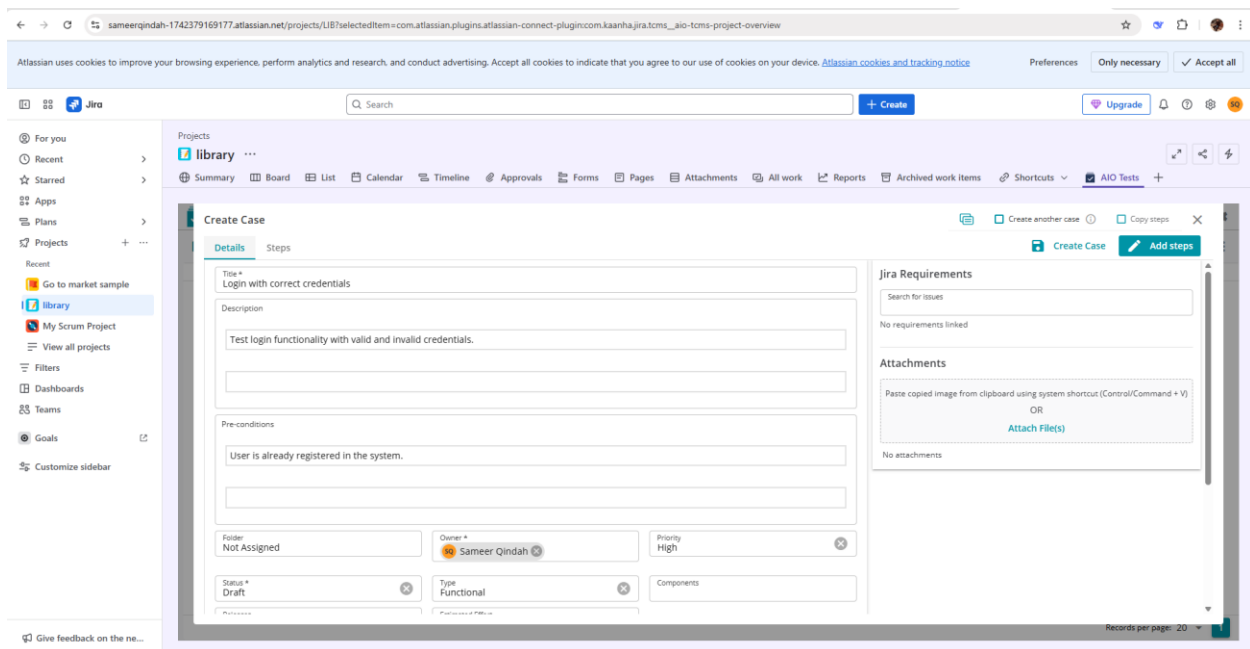 sameerqindah-1742379169177.atlassian.net/projects/LIB?selectedItem=com.atlassian.plugins.atlassian-connect-plugin:com.kaanha.jira.tcms__aio-tcms-project-overview
Atlassian uses cookies to improve your browsing experience, perform analytics and research, and conduct advertising. Accept all cookies to indicate that you agree to our use of cookies on your device. Atlassian cookies and tracking notice
Preferences
Only necessary
Accept all
Jira
Search
+ Create
Upgrade
SQ
For you
Recent
Starred
Apps
Plans
Projects
Recent
Go to market sample
library
My Scrum Project
View all projects
Filters
Dashboards
Teams
Goals
Customize sidebar
Give feedback on the ne...
Projects
library ...
Summary Board List Calendar Timeline Approvals Forms Pages Attachments All work Reports Archived work items Shortcuts AIO Tests
Create Case
Create another case
Copy steps
Details Steps
Create Case
Add steps
Title *
Login with correct credentials
Description
Test login functionality with valid and invalid credentials.
Pre-conditions
User is already registered in the system.
Folder
Not Assigned
Owner *
SQ Sameer Qindah
Priority
High
Status *
Draft
Type
Functional
Components
Jira Requirements
Search for issues
No requirements linked
Attachments
Paste copied image from clipboard using system shortcut (Control/Command + V)
OR
Attach File(s)
No attachments
Records per page: 20
1